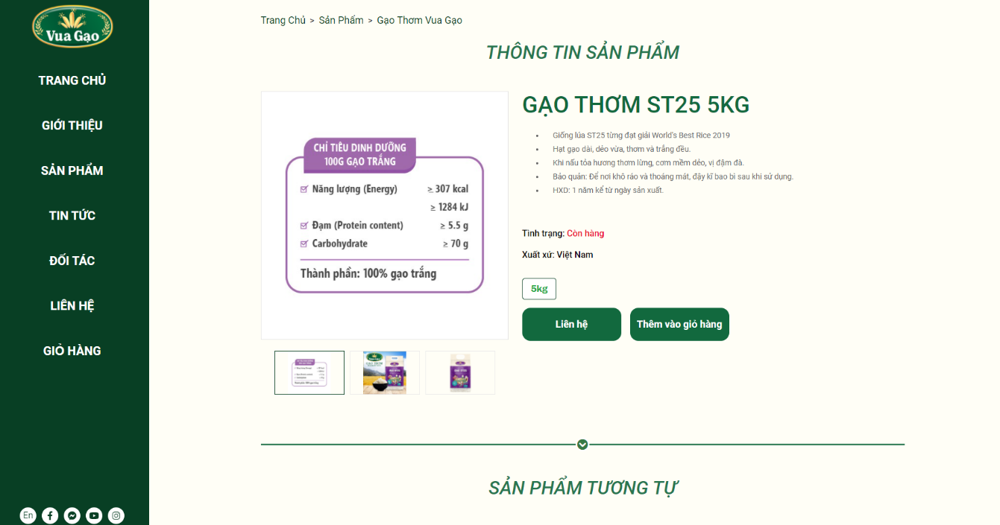 Vua Gạo
TRANG CHỦ
GIỚI THIỆU
SẢN PHẨM
TIN TỨC
ĐỐI TÁC
LIÊN HỆ
GIỎ HÀNG
En
Trang Chủ > Sản Phẩm > Gạo Thơm Vua Gạo
THÔNG TIN SẢN PHẨM
CHỈ TIÊU DINH DƯỠNG
100G GẠO TRẮNG
Năng lượng (Energy) ≥ 307 kcal
≥ 1284 kJ
Đạm (Protein content) ≥ 5.5 g
Carbohydrate ≥ 70 g
Thành phần: 100% gạo trắng
GẠO THƠM ST25 5KG
Giống lúa ST25 từng đạt giải World's Best Rice 2019
Hạt gạo dài, dẻo vừa, thơm và trắng đều.
Khi nấu tỏa hương thơm lừng, cơm mềm dẻo, vị đậm đà.
Bảo quản: Để nơi khô ráo và thoáng mát, đậy kĩ bao bì sau khi sử dụng.
HXD: 1 năm kể từ ngày sản xuất.
Tình trạng: Còn hàng
Xuất xứ: Việt Nam
5kg
Liên hệ
Thêm vào giỏ hàng
SẢN PHẨM TƯƠNG TỰ